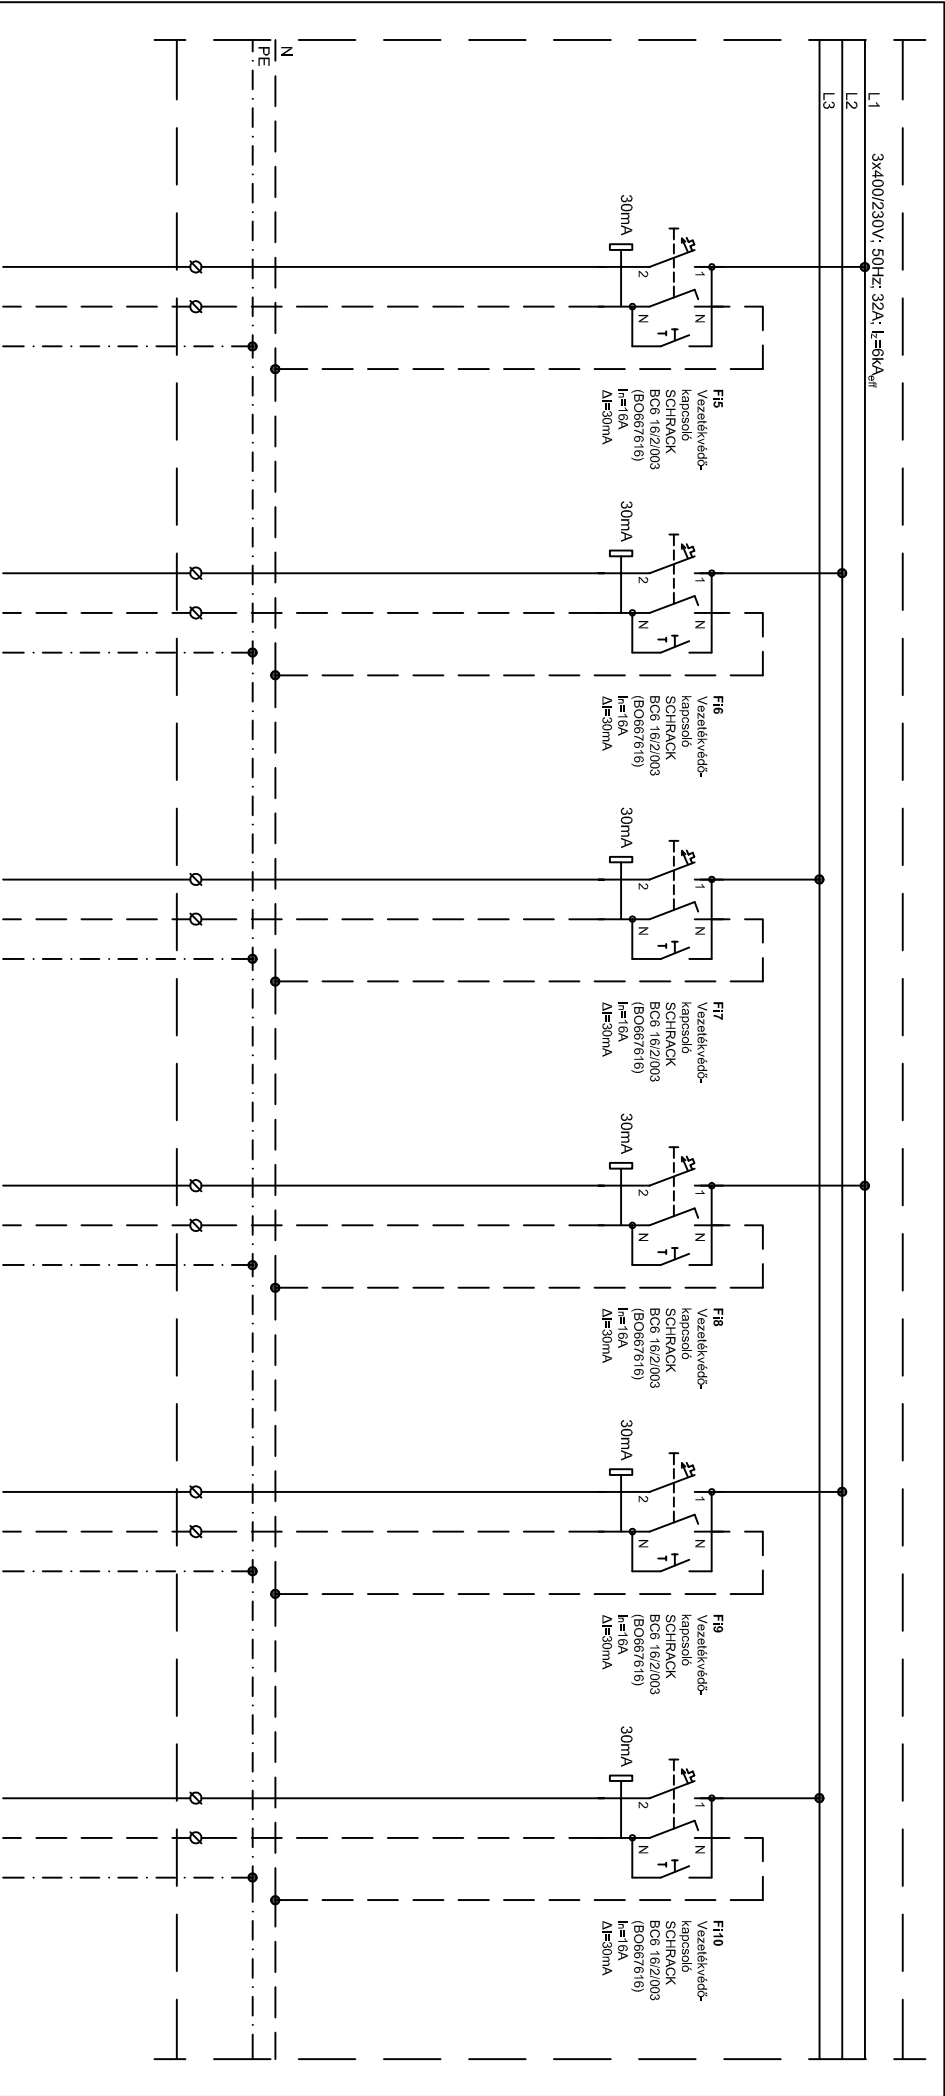 L1
L2
L3
3x400/230V; 50Hz; 32A; Iz=6kAeff
N
PE
30mA
1
2
N
N
Fi5
Vezetékvédő-
kapcsoló
SCHRACK
BC6 16/2/003
(BO667616)
In=16A
ΔI=30mA
30mA
1
2
N
N
Fi6
Vezetékvédő-
kapcsoló
SCHRACK
BC6 16/2/003
(BO667616)
In=16A
ΔI=30mA
30mA
1
2
N
N
Fi7
Vezetékvédő-
kapcsoló
SCHRACK
BC6 16/2/003
(BO667616)
In=16A
ΔI=30mA
30mA
1
2
N
N
Fi8
Vezetékvédő-
kapcsoló
SCHRACK
BC6 16/2/003
(BO667616)
In=16A
ΔI=30mA
30mA
1
2
N
N
Fi9
Vezetékvédő-
kapcsoló
SCHRACK
BC6 16/2/003
(BO667616)
In=16A
ΔI=30mA
30mA
1
2
N
N
Fi10
Vezetékvédő-
kapcsoló
SCHRACK
BC6 16/2/003
(BO667616)
In=16A
ΔI=30mA